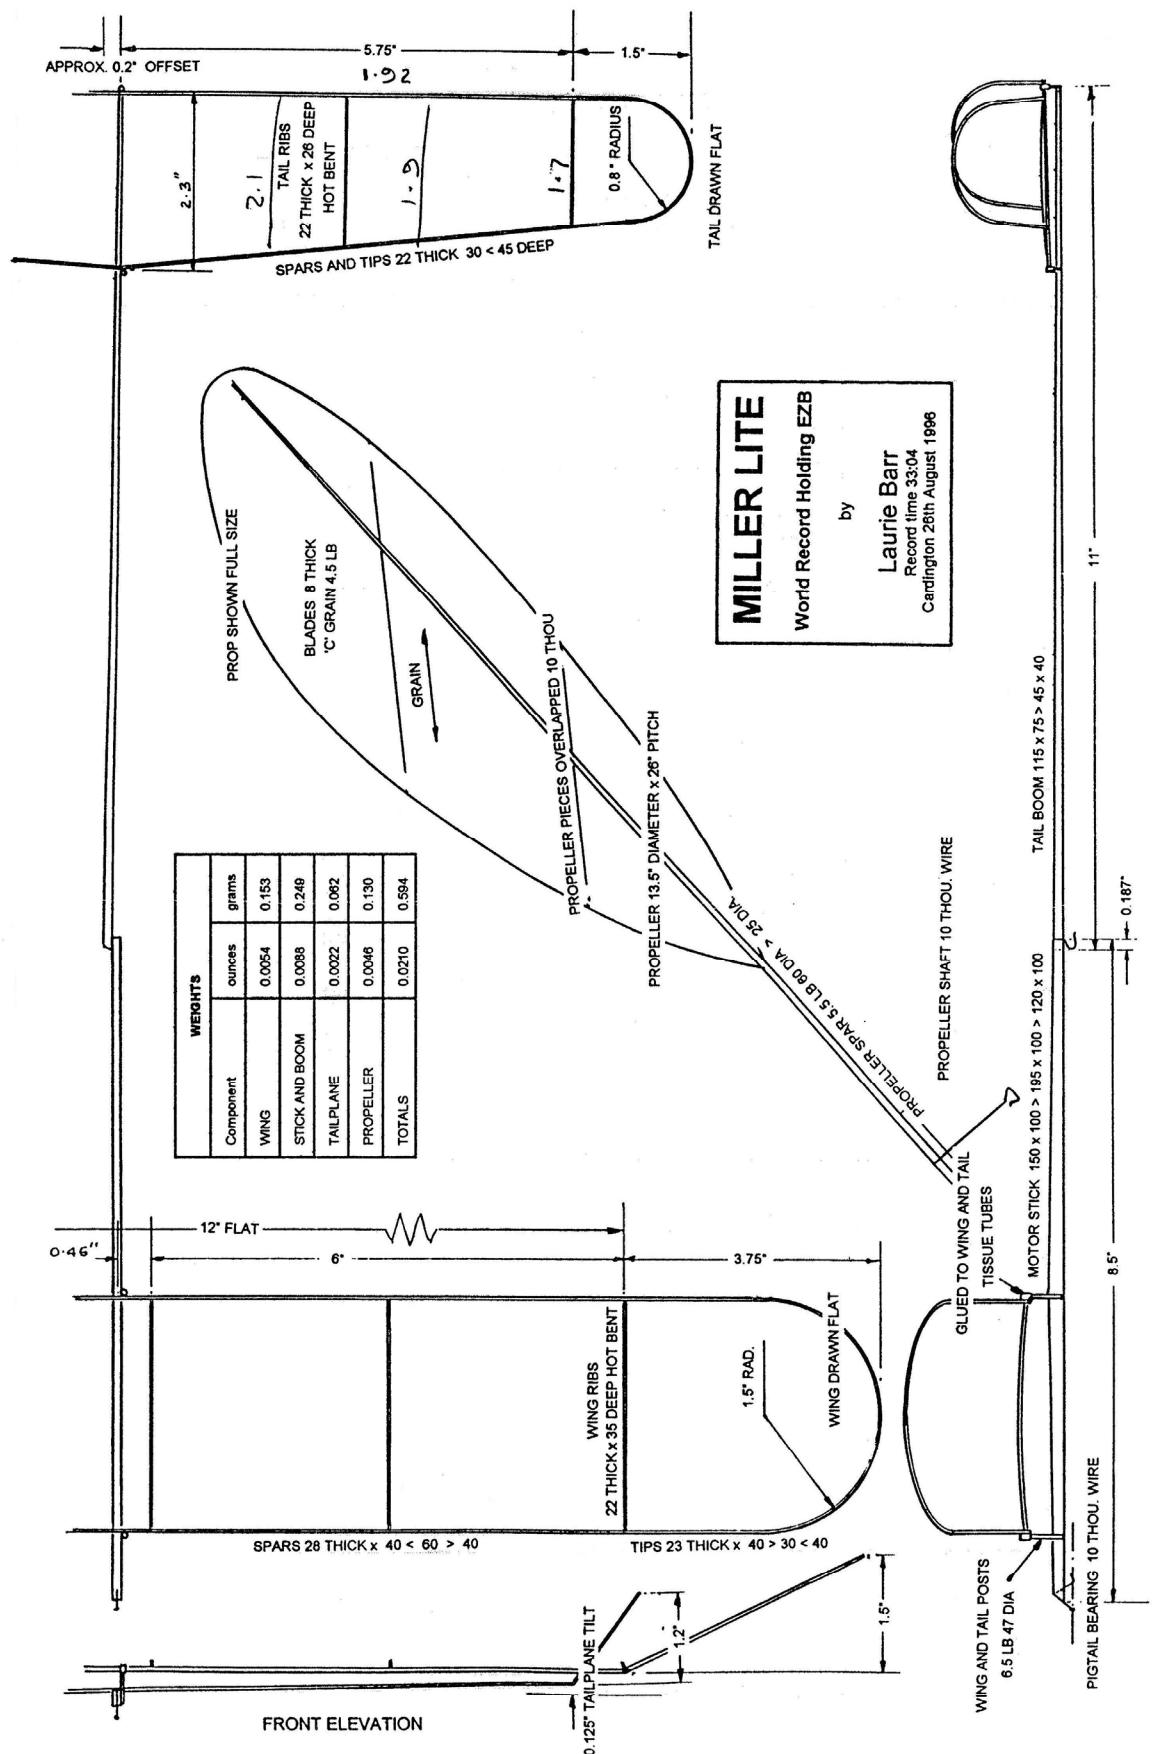 APPROX. 0.2" OFFSET
5.75"
1.5"
1.92
2.3"
2.1
TAIL RIBS
22 THICK x 26 DEEP
HOT BENT
1.9
1.7
0.8" RADIUS
TAIL DRAWN FLAT
SPARS AND TIPS 22 THICK 30 < 45 DEEP
PROP SHOWN FULL SIZE
BLADES 8 THICK
'C' GRAIN 4.5 LB
GRAIN
PROPELLER PIECES OVERLAPPED 10 THOU
PROPELLER 13.5" DIAMETER x 26" PITCH
PROPELLER SPAR 5.5 LB 60 DIA > 25 DIA.
PROPELLER SHAFT 10 THOU. WIRE
MILLER LITE
World Record Holding EZB
by
Laurie Barr
Record time 33:04
Cardington 26th August 1996
WEIGHTS
Component ounces grams
WING 0.0054 0.153
STICK AND BOOM 0.0088 0.249
TAILPLANE 0.0022 0.062
PROPELLER 0.0046 0.130
TOTALS 0.0210 0.594
11"
TAIL BOOM 115 x 75 > 45 x 40
0.187"
MOTOR STICK 150 x 100 > 195 x 100 > 120 x 100
8.5"
TISSUE TUBES
GLUED TO WING AND TAIL
0.46"
12" FLAT
6"
3.75"
WING RIBS
22 THICK x 35 DEEP HOT BENT
1.5" RAD.
WING DRAWN FLAT
SPARS 28 THICK x 40 < 60 > 40
TIPS 23 THICK x 40 > 30 < 40
WING AND TAIL POSTS
6.5 LB 47 DIA
PIGTAIL BEARING 10 THOU. WIRE
1.2"
1.5"
0.125" TAILPLANE TILT
FRONT ELEVATION